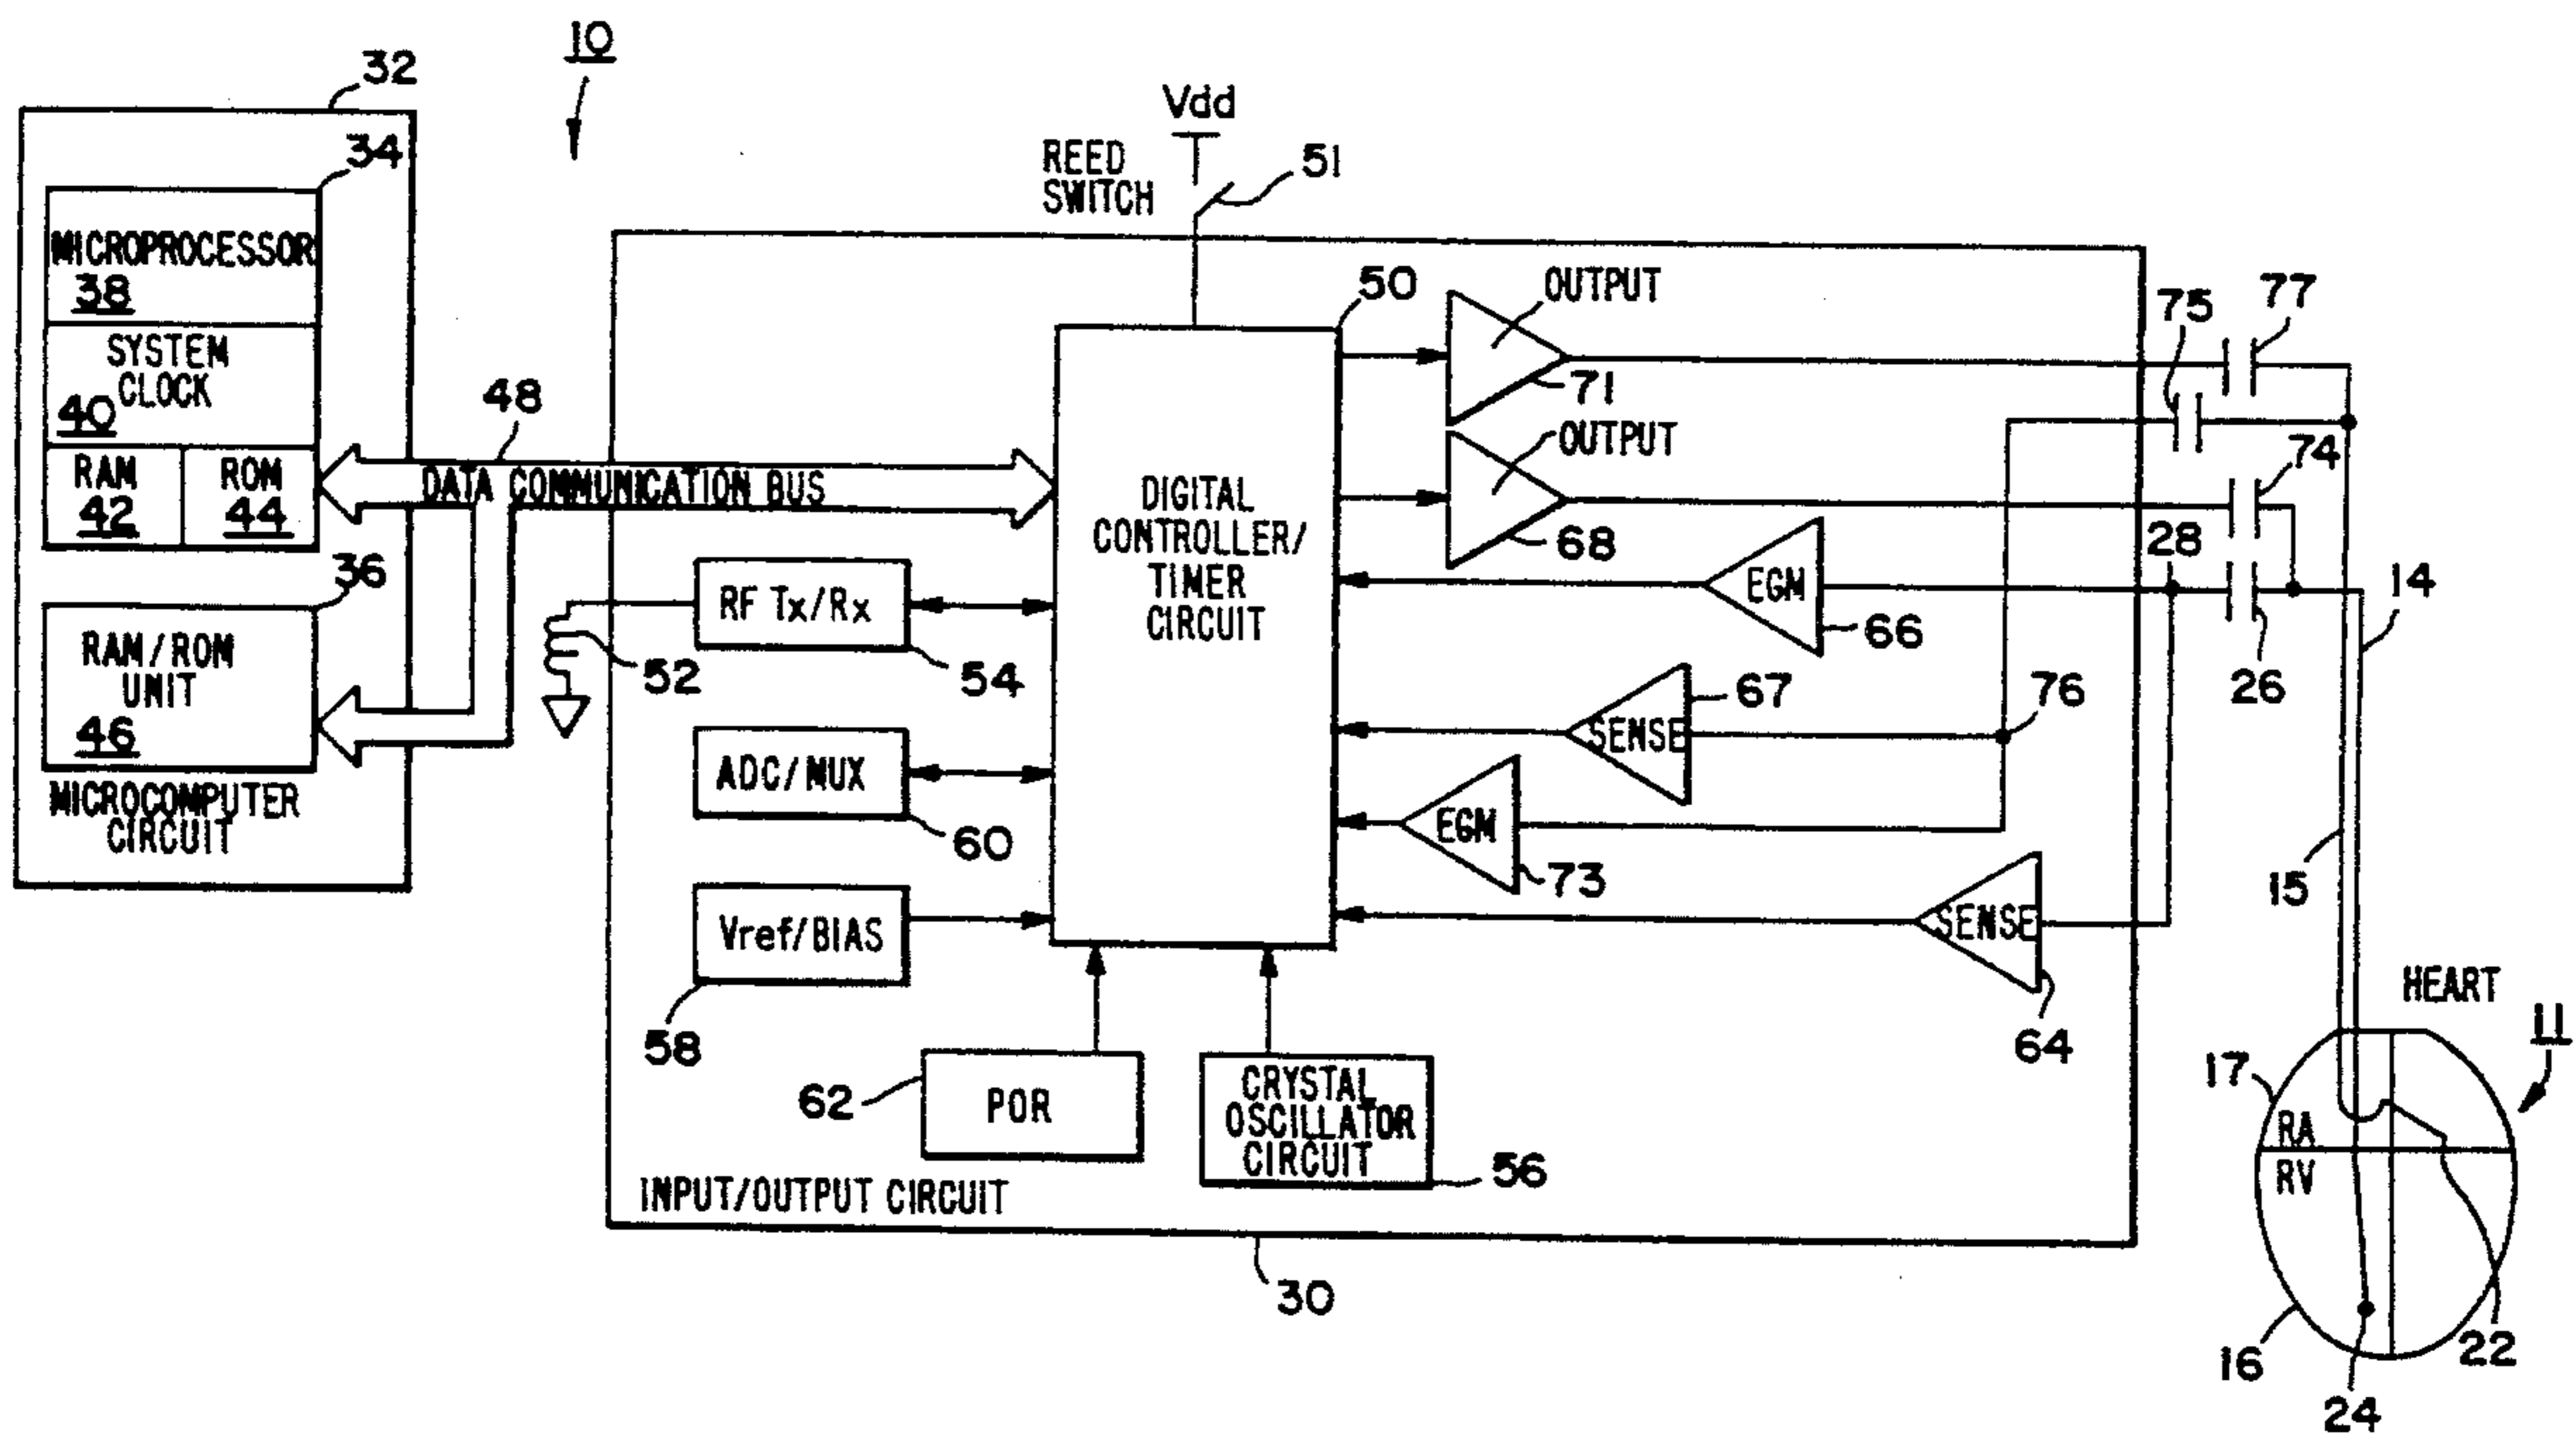 10
32
34
MICROPROCESSOR
38
SYSTEM
CLOCK
40
RAM
42
ROM
44
36
RAM/ROM
UNIT
46
MICROCOMPUTER
CIRCUIT
48
DATA COMMUNICATION BUS
Vdd
REED
SWITCH
51
50
DIGITAL
CONTROLLER/
TIMER
CIRCUIT
RF Tx/Rx
52
54
ADC/MUX
60
Vref/BIAS
58
62
POR
CRYSTAL
OSCILLATOR
CIRCUIT
56
INPUT/OUTPUT CIRCUIT
30
OUTPUT
71
OUTPUT
68
EGM
66
SENSE
67
76
EGM
73
SENSE
64
75
77
74
28
26
14
15
HEART
11
17
RA
RV
16
24
22